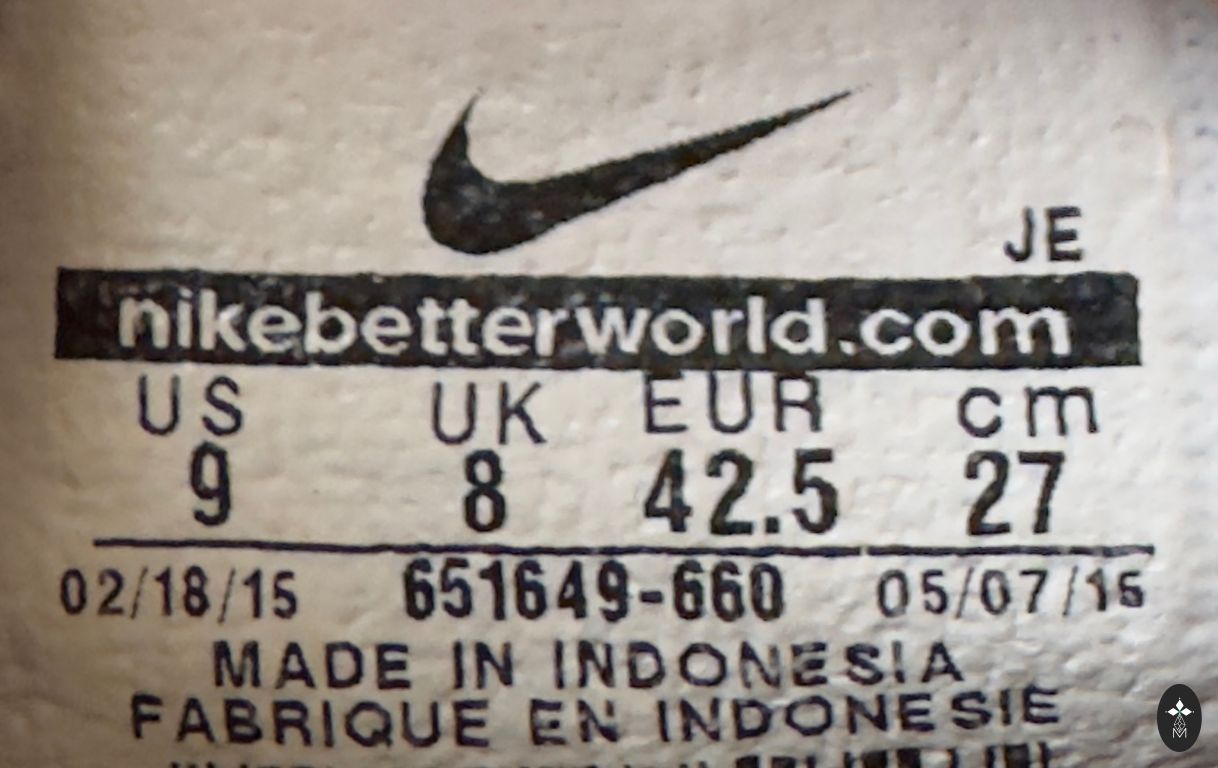 JE
nikebetterworld.com
US UK EUR cm
9 8 42.5 27
02/18/15 651649-660 05/07/15
MADE IN INDONESIA
FABRIQUE EN INDONESIE